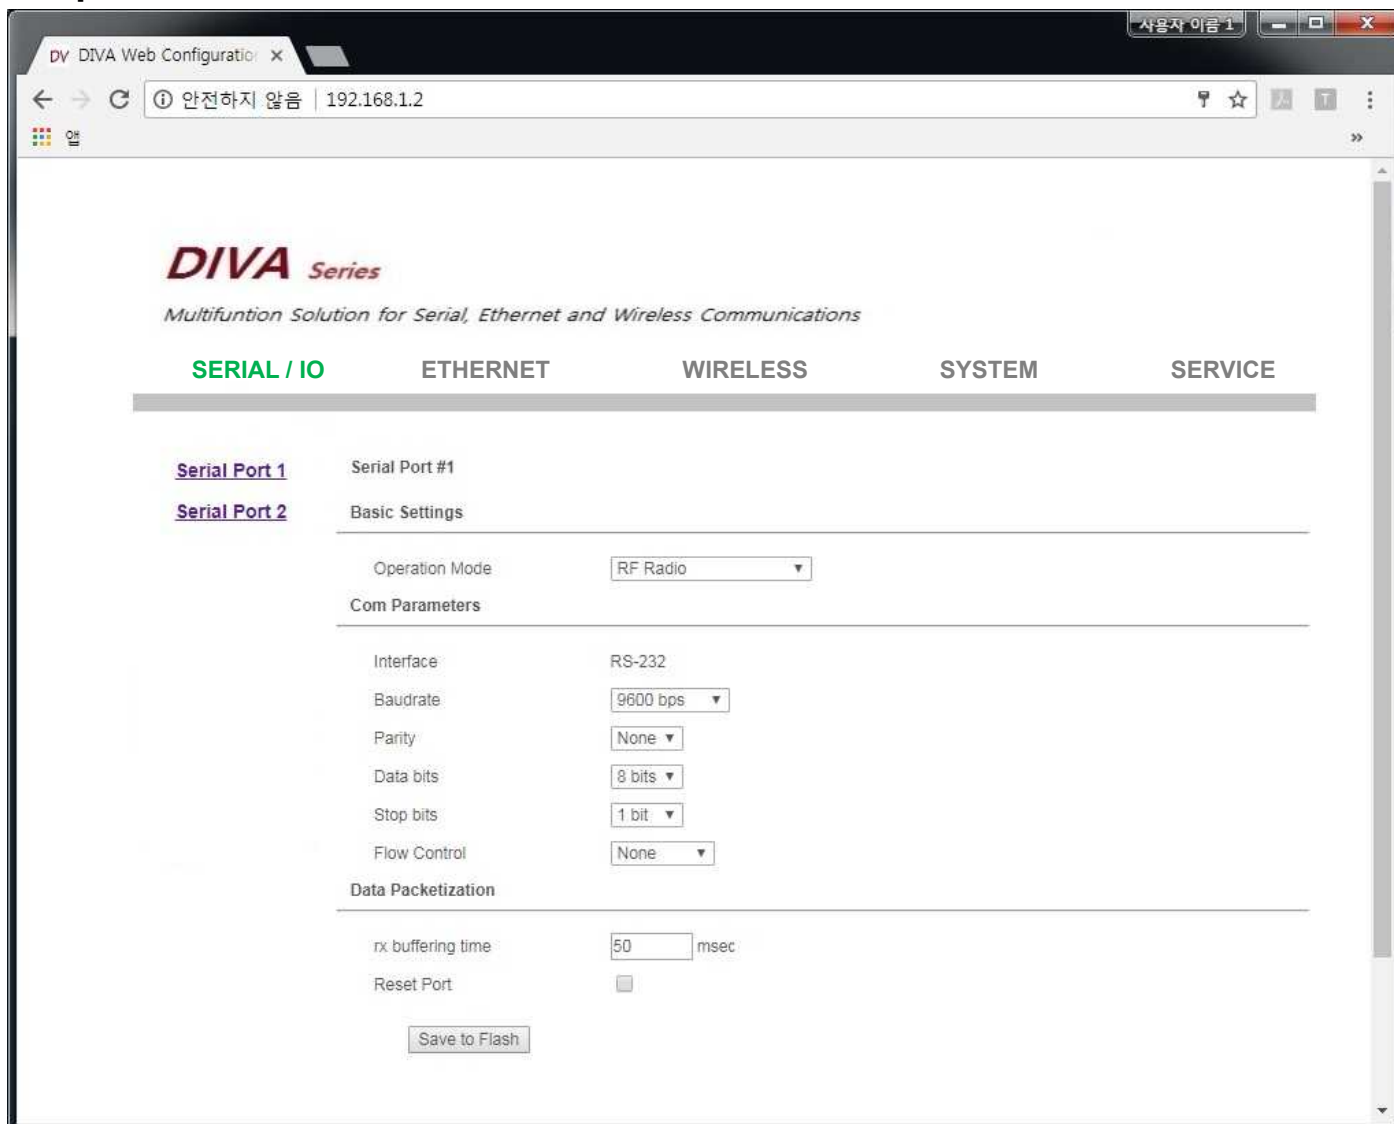 사용자 이름 1
DV DIVA Web Configuratio
안전하지 않음 | 192.168.1.2
앱
DIVA Series
Multifuntion Solution for Serial, Ethernet and Wireless Communications
SERIAL / IO ETHERNET WIRELESS SYSTEM SERVICE
Serial Port 1 Serial Port #1
Serial Port 2 Basic Settings
Operation Mode RF Radio
Com Parameters
Interface RS-232
Baudrate 9600 bps
Parity None
Data bits 8 bits
Stop bits 1 bit
Flow Control None
Data Packetization
rx buffering time 50 msec
Reset Port
Save to Flash